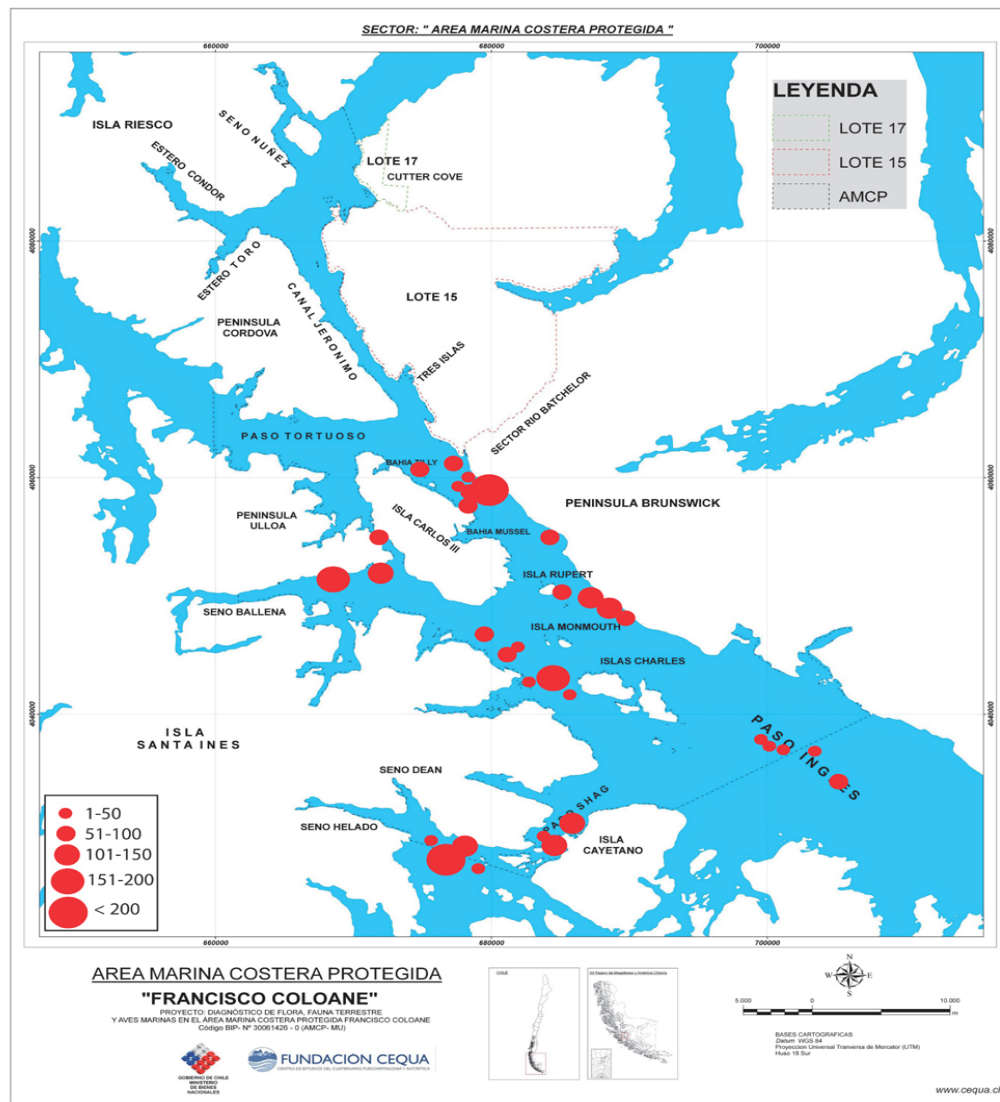 SECTOR: " AREA MARINA COSTERA PROTEGIDA "
660000
680000
700000
LEYENDA
LOTE 17
LOTE 15
AMCP
ISLA RIESCO
SENO NUÑEZ
ESTERO CONDOR
LOTE 17
CUTTER COVE
4080000
4080000
ESTERO TORO
CANAL JERONIMO
LOTE 15
PENINSULA
CORDOVA
TRES ISLAS
SECTOR RIO BATCHELOR
PASO TORTUOSO
BAHIA TILLY
4060000
4060000
PENINSULA
ULLOA
ISLA CARLOS III
PENINSULA BRUNSWICK
BAHIA MUSSEL
ISLA RUPERT
SENO BALLENA
ISLA MONMOUTH
ISLAS CHARLES
4040000
4040000
ISLA
SANTA INES
PASO INGLES
SENO DEAN
PASO SHAG
SENO HELADO
ISLA
CAYETANO
1-50
51-100
101-150
151-200
< 200
660000
680000
700000
AREA MARINA COSTERA PROTEGIDA
"FRANCISCO COLOANE"
PROYECTO: DIAGNÓSTICO DE FLORA, FAUNA TERRESTRE
Y AVES MARINAS EN EL ÁREA MARINA COSTERA PROTEGIDA FRANCISCO COLOANE
Código BIP- Nº 30061426 - 0 (AMCP- MU)
GOBIERNO DE CHILE
MINISTERIO
DE BIENES
NACIONALES
FUNDACIÓN CEQUA
CHILE
N
W
E
S
5.000
0
10.000
m
BASES CARTOGRAFICAS
Datum WGS 84
Proyeccion Universal Tranversa de Mercator (UTM)
Huso 18 Sur
www.cequa.cl